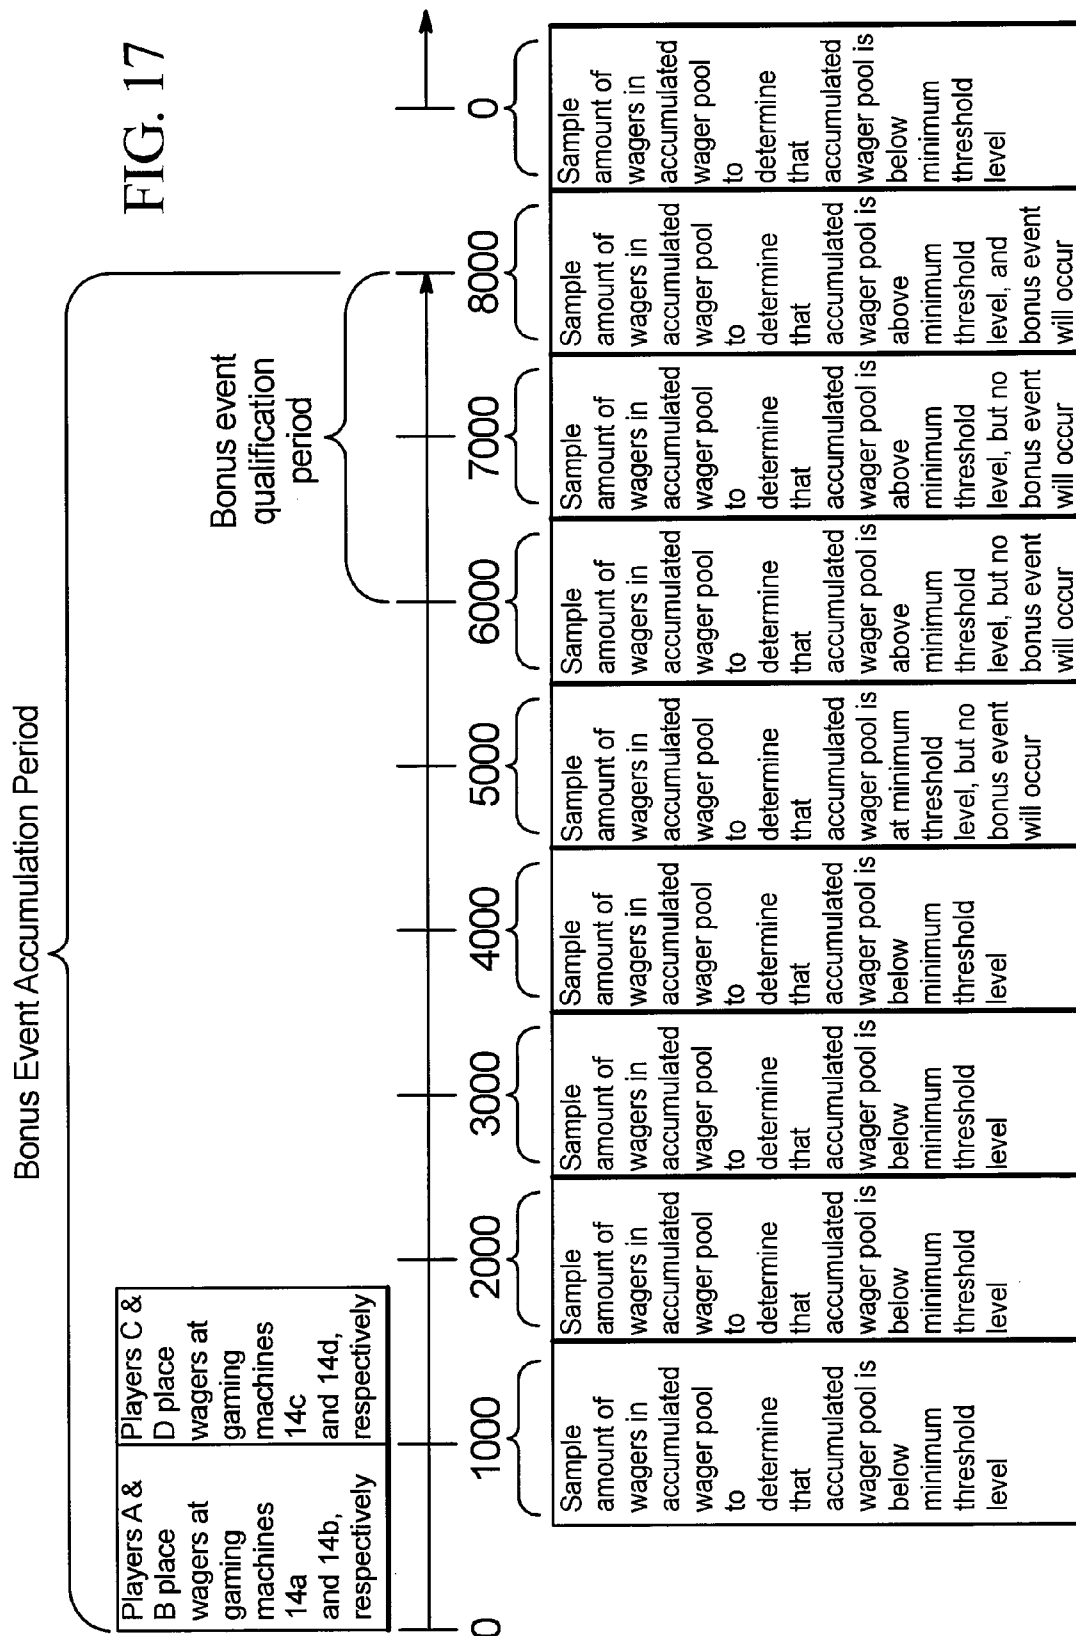 FIG. 17
Bonus Event Accumulation Period
Bonus event
qualification
period
Players A &
B place
wagers at
gaming
machines
14a
and 14b,
respectively
Players C &
D place
wagers at
gaming
machines
14c
and 14d,
respectively
0
1000
2000
3000
4000
5000
6000
7000
8000
0
Sample
amount of
wagers in
accumulated
wager pool
to
determine
that
accumulated
wager pool is
below
minimum
threshold
level
Sample
amount of
wagers in
accumulated
wager pool
to
determine
that
accumulated
wager pool is
below
minimum
threshold
level
Sample
amount of
wagers in
accumulated
wager pool
to
determine
that
accumulated
wager pool is
below
minimum
threshold
level
Sample
amount of
wagers in
accumulated
wager pool
to
determine
that
accumulated
wager pool is
below
minimum
threshold
level
Sample
amount of
wagers in
accumulated
wager pool
to
determine
that
accumulated
wager pool is
at minimum
threshold
level, but no
bonus event
will occur
Sample
amount of
wagers in
accumulated
wager pool
to
determine
that
accumulated
wager pool is
above
minimum
threshold
level, but no
bonus event
will occur
Sample
amount of
wagers in
accumulated
wager pool
to
determine
that
accumulated
wager pool is
above
minimum
threshold
level, but no
bonus event
will occur
Sample
amount of
wagers in
accumulated
wager pool
to
determine
that
accumulated
wager pool is
above
minimum
threshold
level, and
bonus event
will occur
Sample
amount of
wagers in
accumulated
wager pool
to
determine
that
accumulated
wager pool is
below
minimum
threshold
level